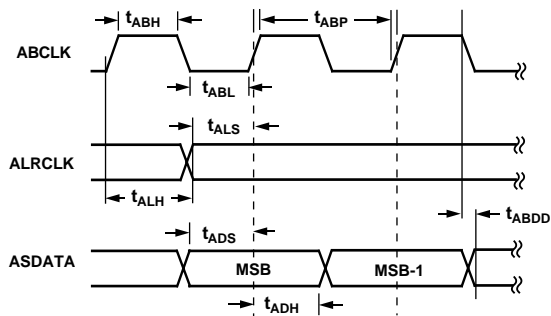 tABH
tABP
ABCLK
tABL
tALS
ALRCLK
tALH
tABDD
tADS
ASDATA
MSB
MSB-1
tADH